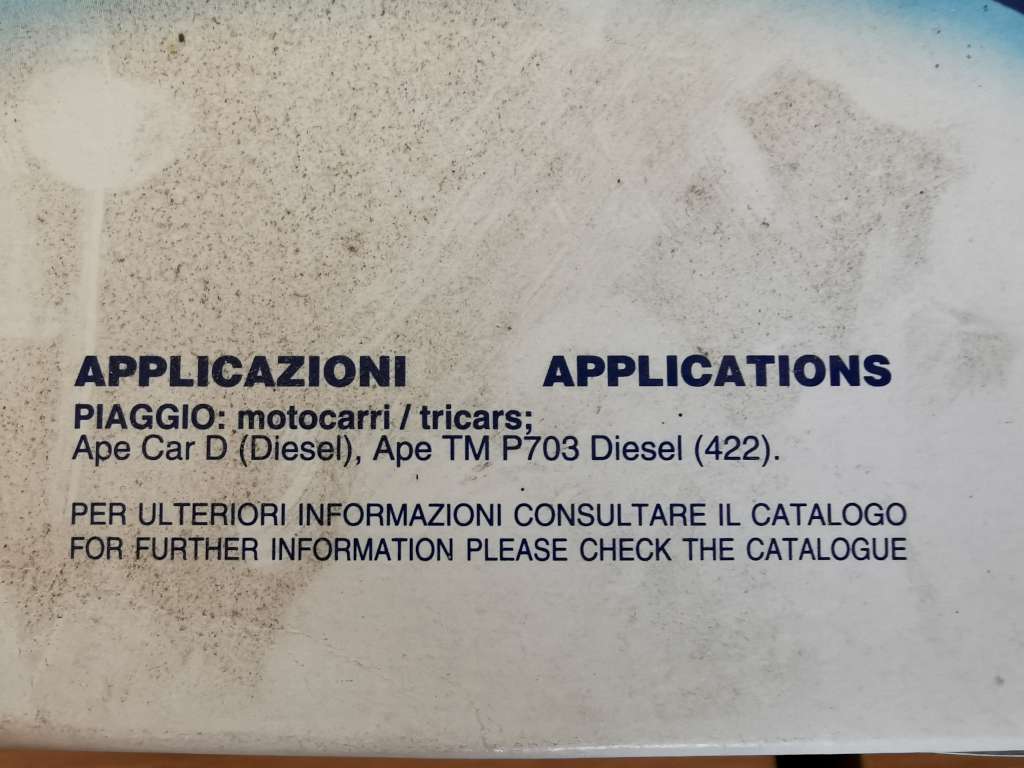 APPLICAZIONI APPLICATIONS
PIAGGIO: motocarri / tricars;
Ape Car D (Diesel), Ape TM P703 Diesel (422).
PER ULTERIORI INFORMAZIONI CONSULTARE IL CATALOGO
FOR FURTHER INFORMATION PLEASE CHECK THE CATALOGUE